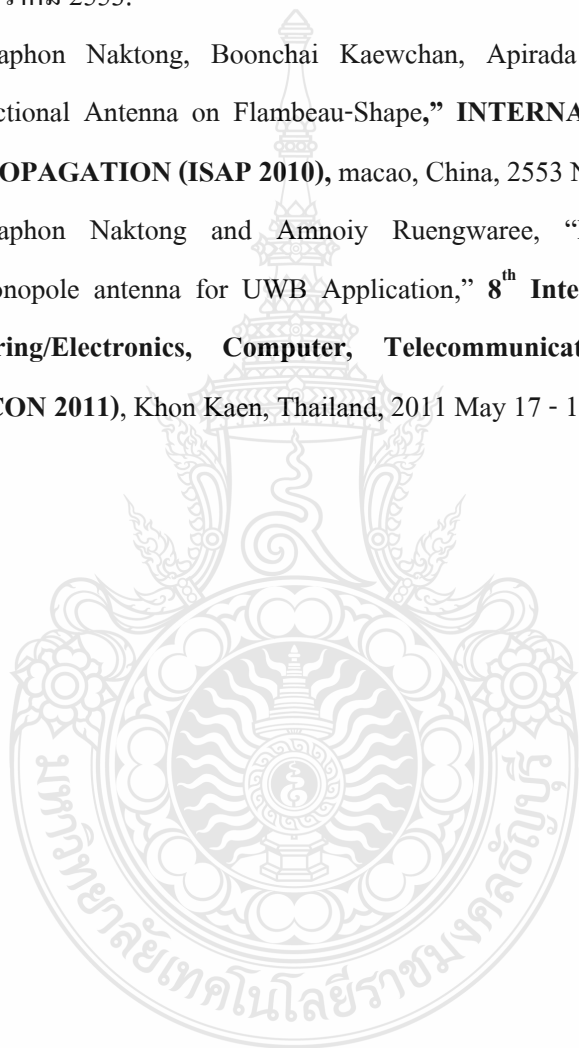 2553.
aphon Naktong, Boonchai Kaewchan, Apirada
ctional Antenna on Flambeau-Shape,” INTERNA
OPAGATION (ISAP 2010), macao, China, 2553 N
aphon Naktong and Amnoiy Ruengwaree, “
onopole antenna for UWB Application,” 8th Inte
ring/Electronics, Computer, Telecommunicat
CON 2011), Khon Kaen, Thailand, 2011 May 17 - 1
มหาวิทยาลัยเทคโนโลยีราชมงคลธัญบุรี